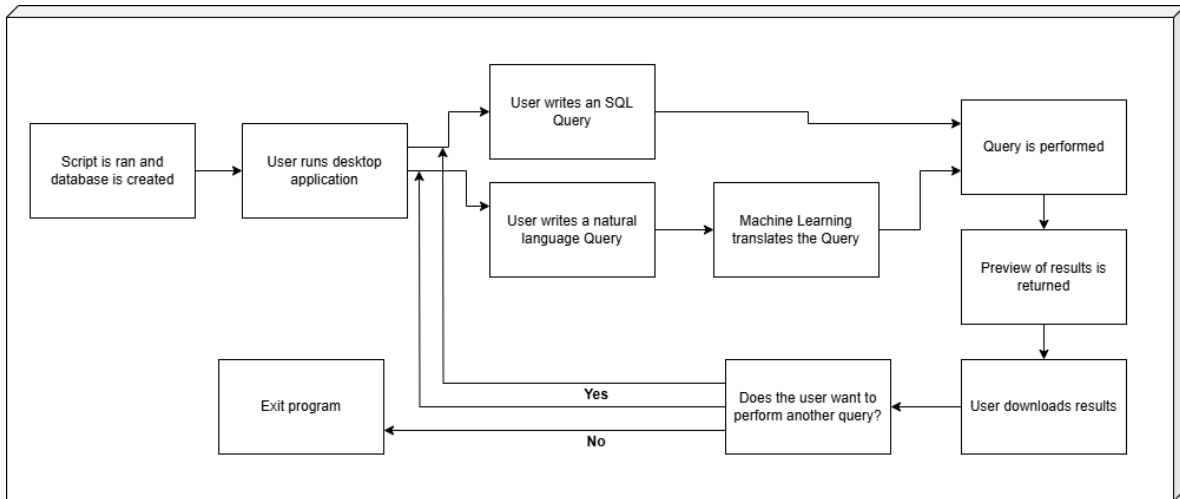 User writes an SQL
Query
Script is ran and
database is created
User runs desktop
application
Query is performed
User writes a natural
language Query
Machine Learning
translates the Query
Preview of results is
returned
Exit program
Yes
No
Does the user want to
perform another query?
User downloads results